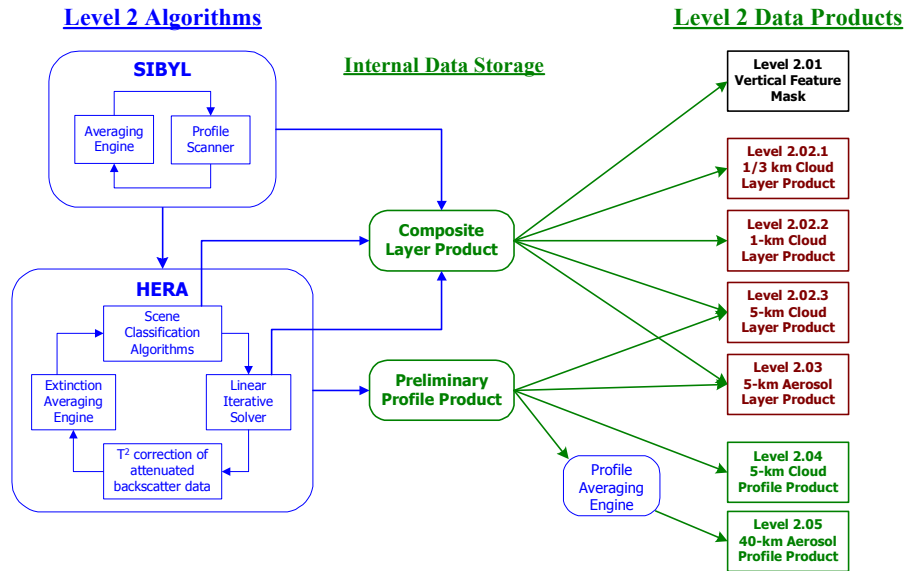 Level 2 Algorithms
Level 2 Data Products
Internal Data Storage
SIBYL
Averaging
Engine
Profile
Scanner
HERA
Scene
Classification
Algorithms
Extinction
Averaging
Engine
Linear
Iterative
Solver
T² correction of
attenuated
backscatter data
Composite
Layer Product
Preliminary
Profile Product
Profile
Averaging
Engine
Level 2.01
Vertical Feature
Mask
Level 2.02.1
1/3 km Cloud
Layer Product
Level 2.02.2
1-km Cloud
Layer Product
Level 2.02.3
5-km Cloud
Layer Product
Level 2.03
5-km Aerosol
Layer Product
Level 2.04
5-km Cloud
Profile Product
Level 2.05
40-km Aerosol
Profile Product